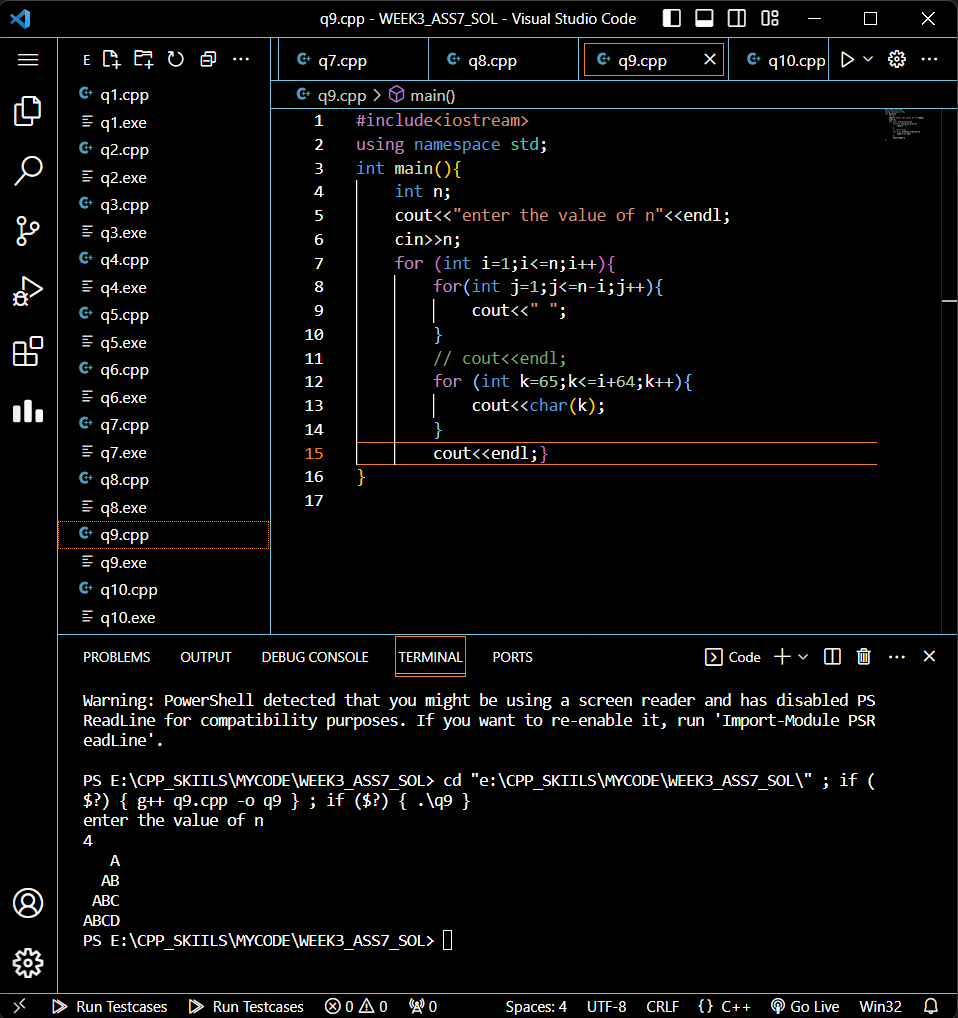 q9.cpp - WEEK3_ASS7_SOL - Visual Studio Code
E
q7.cpp
q8.cpp
q9.cpp
q10.cpp
q9.cpp > main()
q1.cpp
q1.exe
q2.cpp
q2.exe
q3.cpp
q3.exe
q4.cpp
q4.exe
q5.cpp
q5.exe
q6.cpp
q6.exe
q7.cpp
q7.exe
q8.cpp
q8.exe
q9.cpp
q9.exe
q10.cpp
q10.exe
1 #include<iostream>
2 using namespace std;
3 int main(){
4 int n;
5 cout<<"enter the value of n"<<endl;
6 cin>>n;
7 for (int i=1;i<=n;i++){
8 for(int j=1;j<=n-i;j++){
9 cout<<" ";
10 }
11 // cout<<endl;
12 for (int k=65;k<=i+64;k++){
13 cout<<char(k);
14 }
15 cout<<endl;}
16 }
17
PROBLEMS OUTPUT DEBUG CONSOLE TERMINAL PORTS Code
Warning: PowerShell detected that you might be using a screen reader and has disabled PS
ReadLine for compatibility purposes. If you want to re-enable it, run 'Import-Module PSR
eadLine'.
PS E:\CPP_SKIILS\MYCODE\WEEK3_ASS7_SOL> cd "e:\CPP_SKIILS\MYCODE\WEEK3_ASS7_SOL\" ; if (
$?) { g++ q9.cpp -o q9 } ; if ($?) { .\q9 }
enter the value of n
4
A
AB
ABC
ABCD
PS E:\CPP_SKIILS\MYCODE\WEEK3_ASS7_SOL>
Run Testcases Run Testcases 0 0 0 Spaces: 4 UTF-8 CRLF {} C++ Go Live Win32